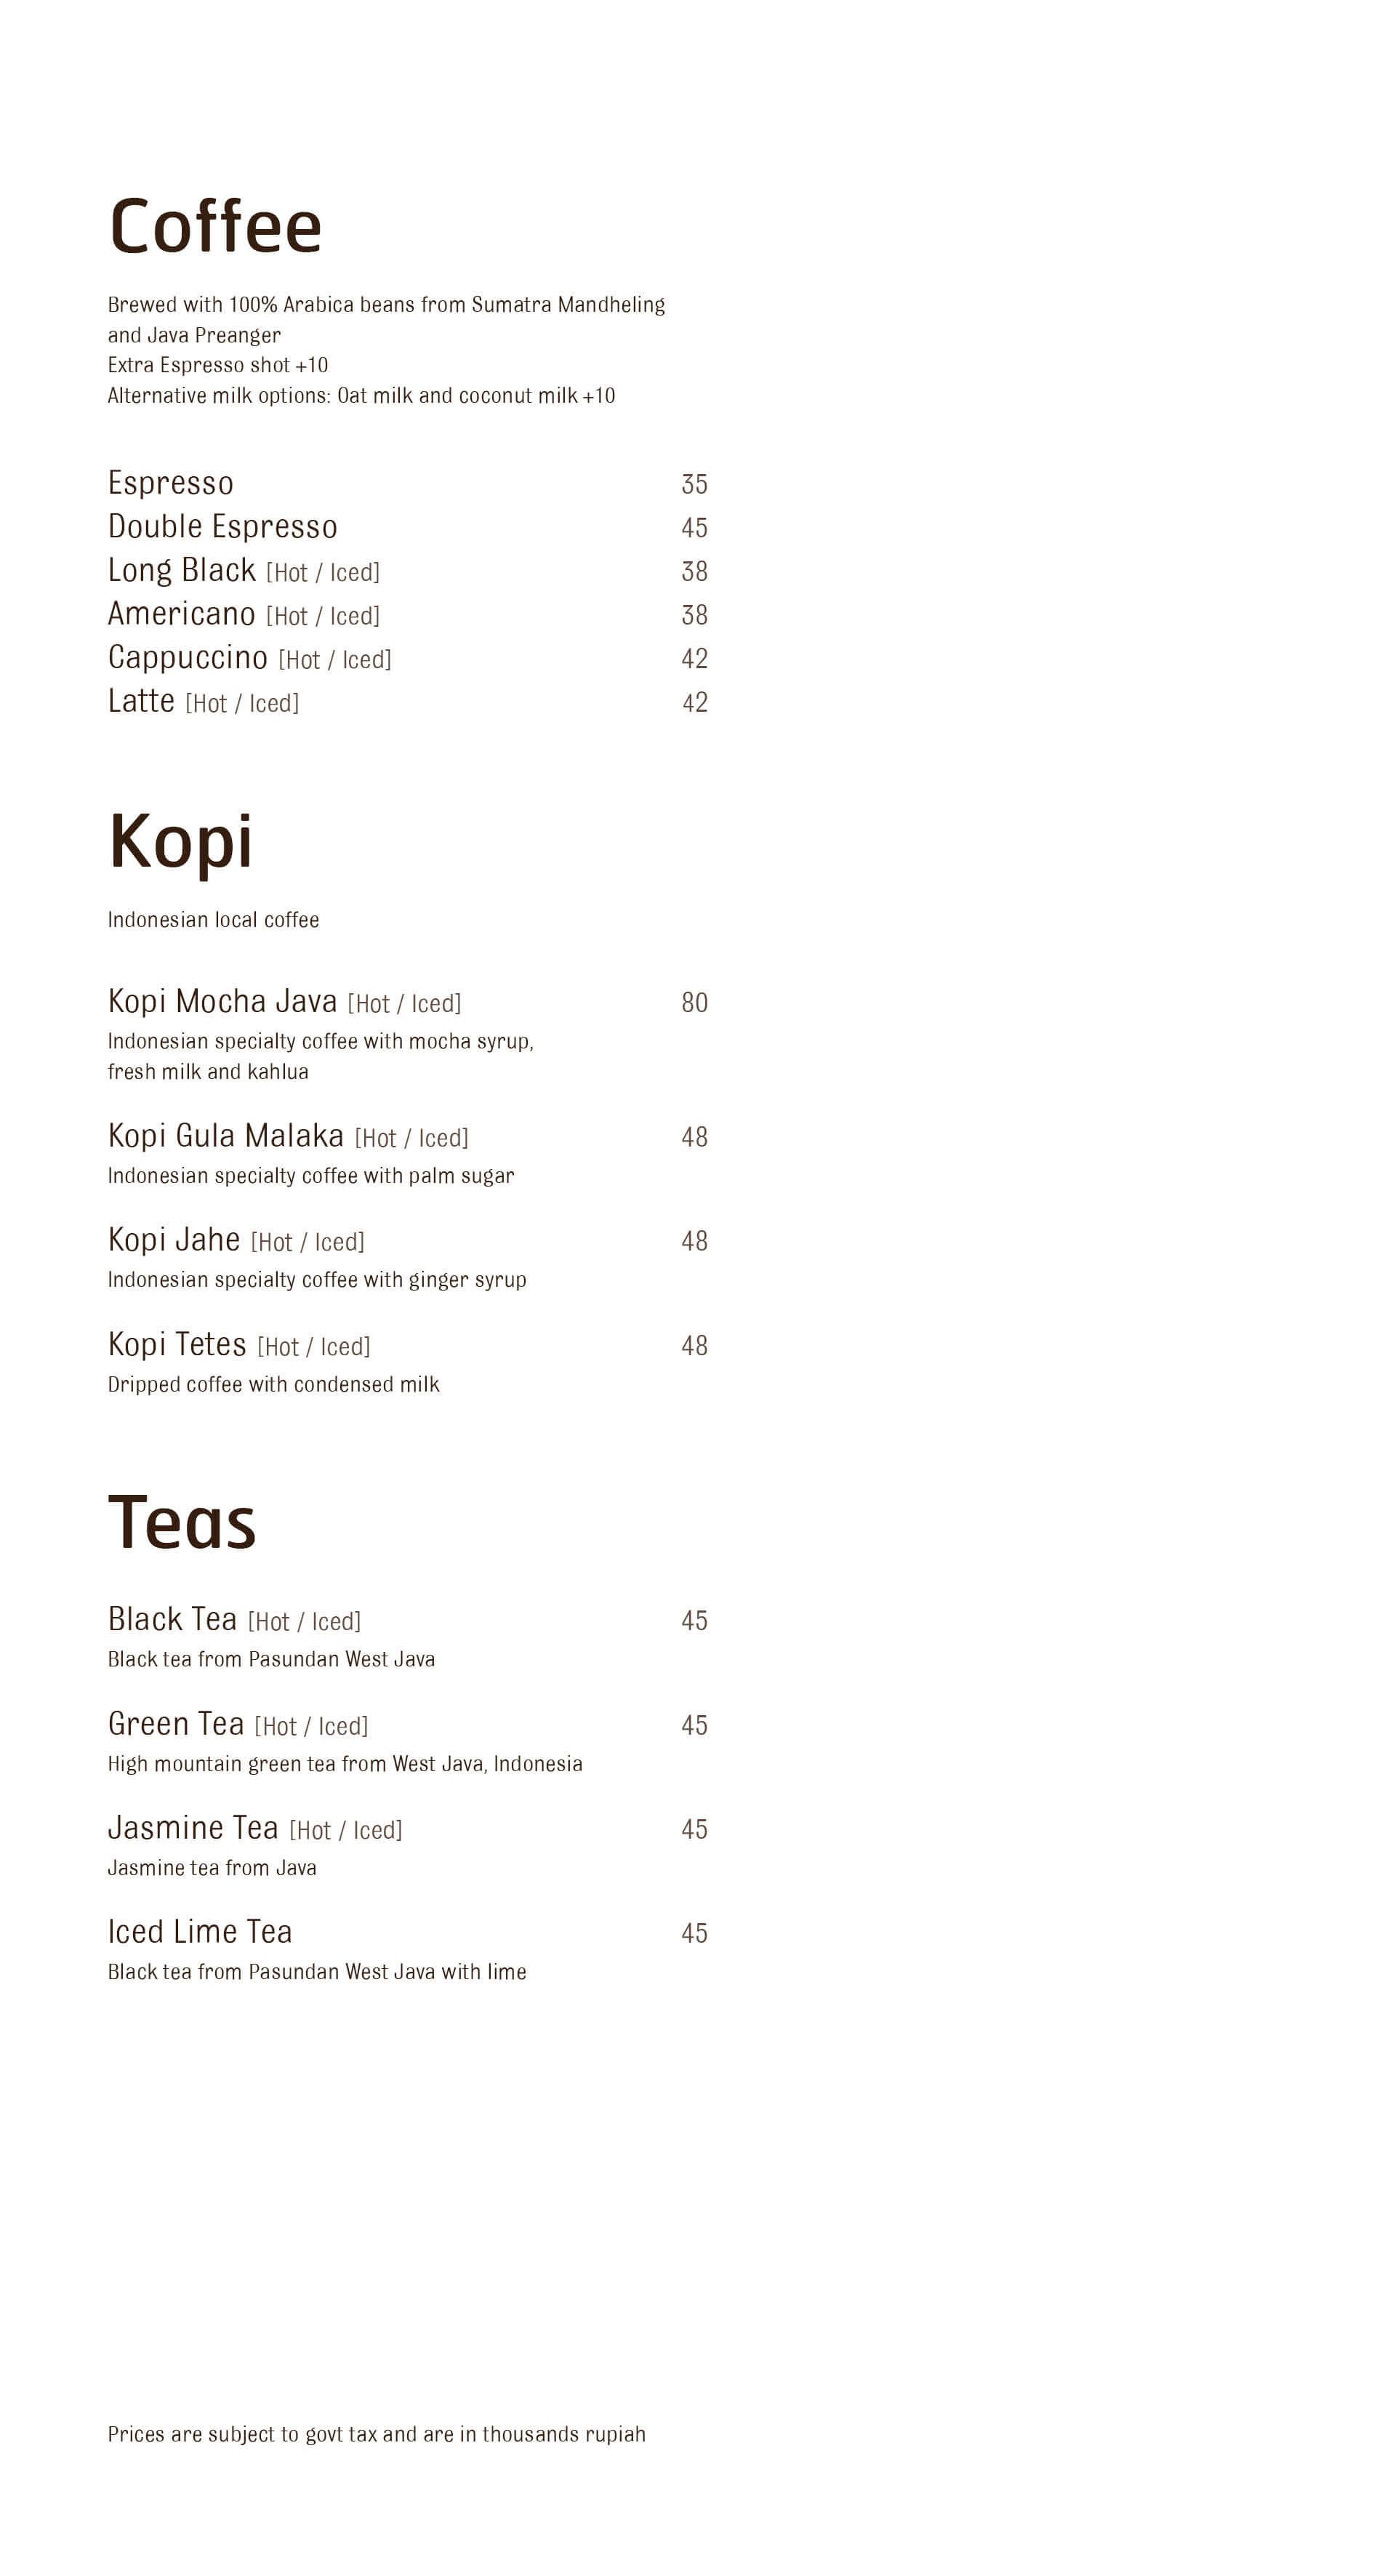 Coffee
Brewed with 100% Arabica beans from Sumatra Mandheling
and Java Preanger
Extra Espresso shot +10
Alternative milk options: Oat milk and coconut milk +10
Espresso 35
Double Espresso 45
Long Black [Hot / Iced] 38
Americano [Hot / Iced] 38
Cappuccino [Hot / Iced] 42
Latte [Hot / Iced] 42
Kopi
Indonesian local coffee
Kopi Mocha Java [Hot / Iced] 80
Indonesian specialty coffee with mocha syrup,
fresh milk and kahlua
Kopi Gula Malaka [Hot / Iced] 48
Indonesian specialty coffee with palm sugar
Kopi Jahe [Hot / Iced] 48
Indonesian specialty coffee with ginger syrup
Kopi Tetes [Hot / Iced] 48
Dripped coffee with condensed milk
Teas
Black Tea [Hot / Iced] 45
Black tea from Pasundan West Java
Green Tea [Hot / Iced] 45
High mountain green tea from West Java, Indonesia
Jasmine Tea [Hot / Iced] 45
Jasmine tea from Java
Iced Lime Tea 45
Black tea from Pasundan West Java with lime
Prices are subject to govt tax and are in thousands rupiah